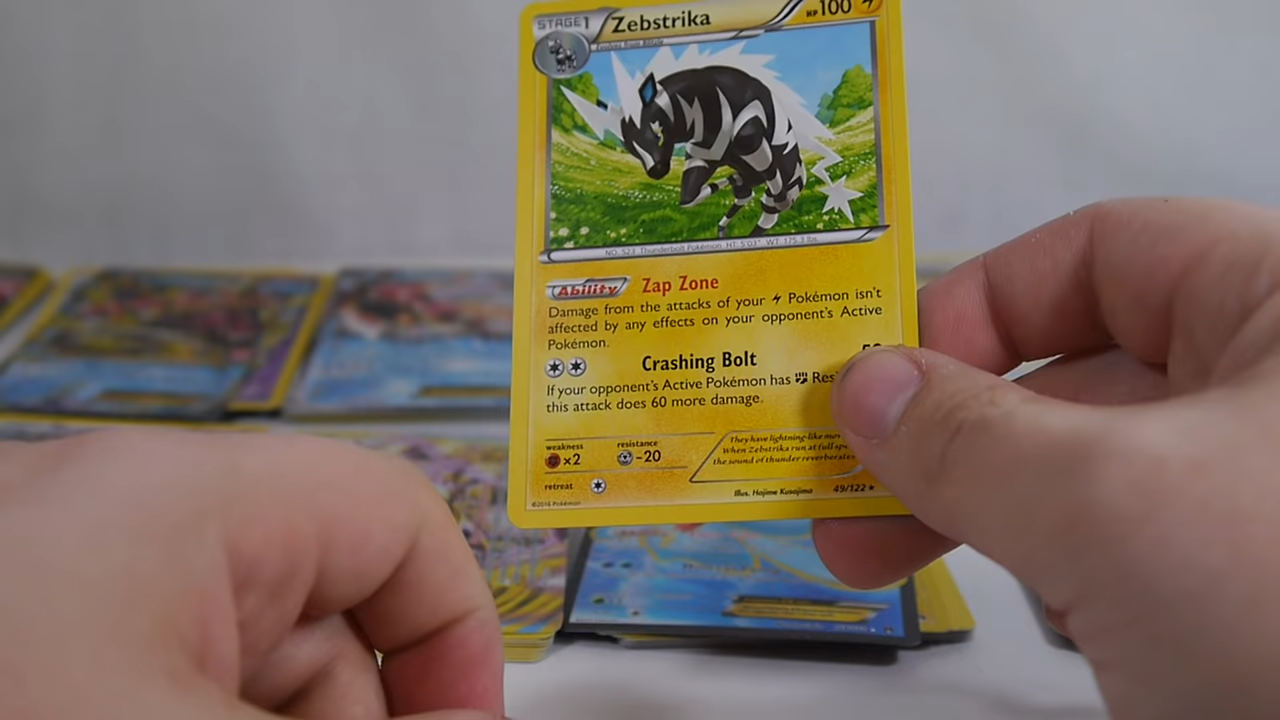 STAGE1 Zebstrika HP100
Evolves from Blitzle
NO. 523 Thunderbolt Pokémon HT: 5'03" WT: 175.3 lbs.
Ability Zap Zone
Damage from the attacks of your Pokémon isn't
affected by any effects on your opponent's Active
Pokémon.
Crashing Bolt
If your opponent's Active Pokémon has
this attack does 60 more damage.
weakness resistance
×2 -20
retreat
They have lightning-like
When Zebstrika run at full
the sound of thunder reverberates
Illus. Hajime Kusajima 49/122
©2016 Pokémon